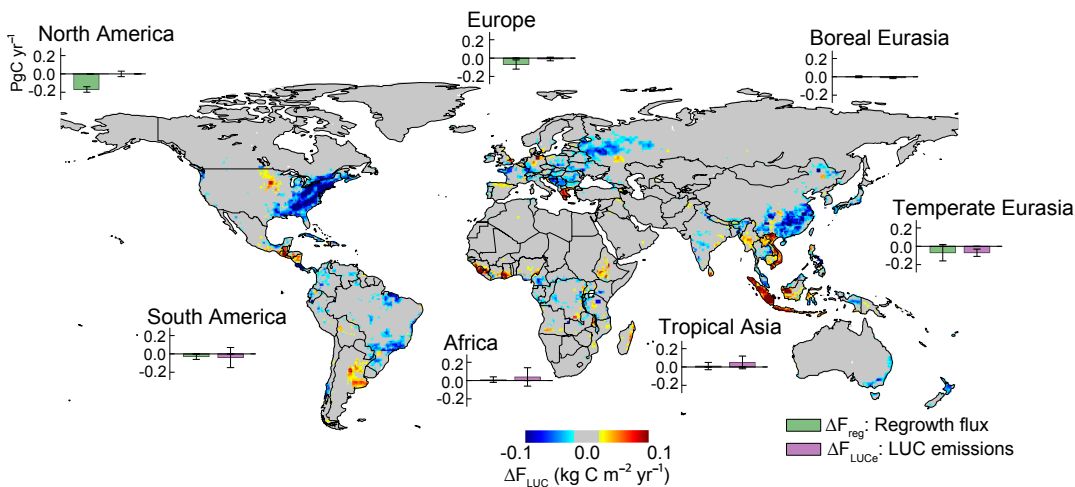 North America
PgC yr⁻¹
0.2
0.0
-0.2
Europe
0.2
0.0
-0.2
Boreal Eurasia
0.2
0.0
-0.2
Temperate Eurasia
0.2
0.0
-0.2
South America
0.2
0.0
-0.2
Africa
0.2
0.0
-0.2
Tropical Asia
0.2
0.0
-0.2
-0.1 0.0 0.1
ΔF_LUC (kg C m⁻² yr⁻¹)
ΔF_reg: Regrowth flux
ΔF_LUCe: LUC emissions